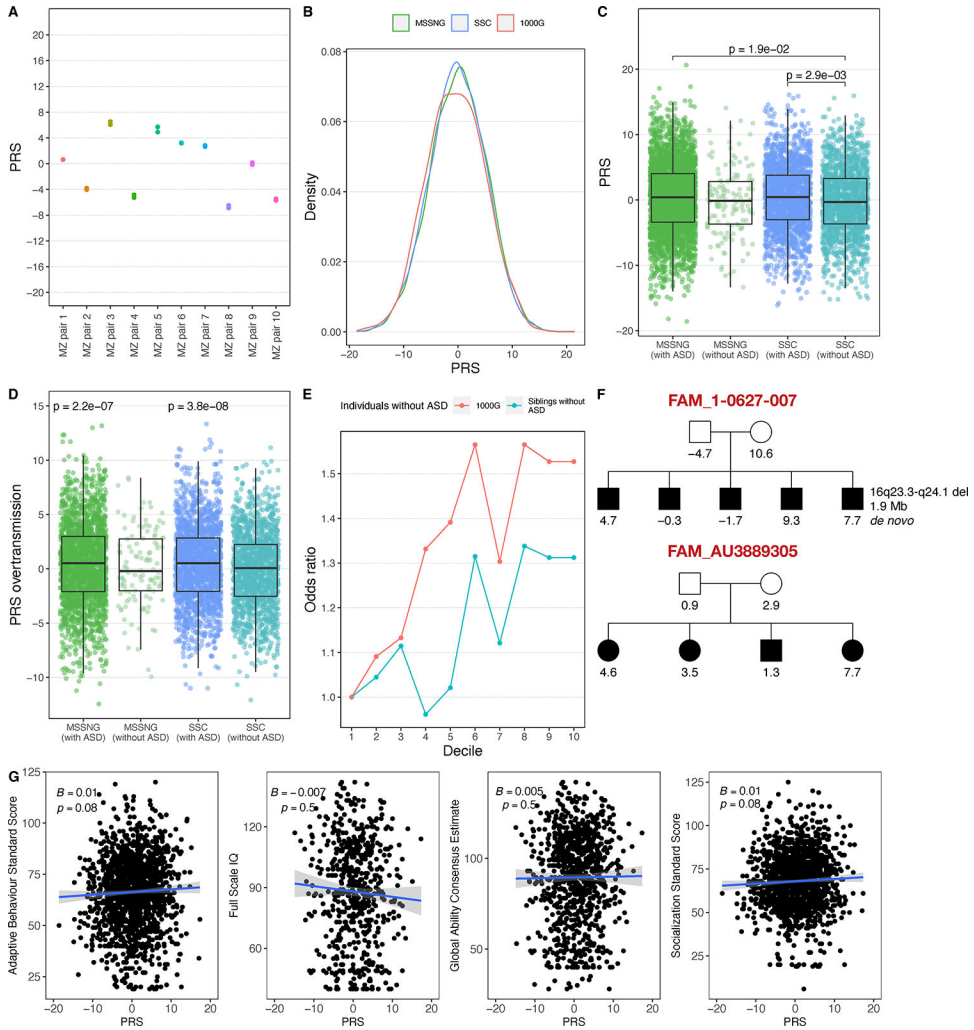 A
PRS
20
16
12
8
4
0
−4
−8
−12
−16
−20
MZ pair 1
MZ pair 2
MZ pair 3
MZ pair 4
MZ pair 5
MZ pair 6
MZ pair 7
MZ pair 8
MZ pair 9
MZ pair 10
B
MSSNG
SSC
1000G
Density
0.08
0.06
0.04
0.02
0.00
−20
−10
0
10
20
PRS
C
p = 1.9e−02
p = 2.9e−03
PRS
20
10
0
−10
−20
MSSNG
(with ASD)
MSSNG
(without ASD)
SSC
(with ASD)
SSC
(without ASD)
D
p = 2.2e−07
p = 3.8e−08
PRS overtransmission
15
10
5
0
−5
−10
MSSNG
(with ASD)
MSSNG
(without ASD)
SSC
(with ASD)
SSC
(without ASD)
E
Individuals without ASD
1000G
Siblings without
ASD
Odds ratio
1.5
1.4
1.3
1.2
1.1
1.0
1
2
3
4
5
6
7
8
9
10
Decile
F
FAM_1-0627-007
−4.7
10.6
16q23.3-q24.1 del
1.9 Mb
de novo
4.7
−0.3
−1.7
9.3
7.7
FAM_AU3889305
0.9
2.9
4.6
3.5
1.3
7.7
G
Adaptive Behaviour Standard Score
B = 0.01
p = 0.08
125
100
75
50
25
−20
−10
0
10
20
PRS
Full Scale IQ
B = −0.007
p = 0.5
120
90
60
−20
−10
0
10
20
PRS
Global Ability Consensus Estimate
B = 0.005
p = 0.5
150
100
50
−20
−10
0
10
20
PRS
Socialization Standard Score
B = 0.01
p = 0.08
125
100
75
50
25
−20
−10
0
10
20
PRS